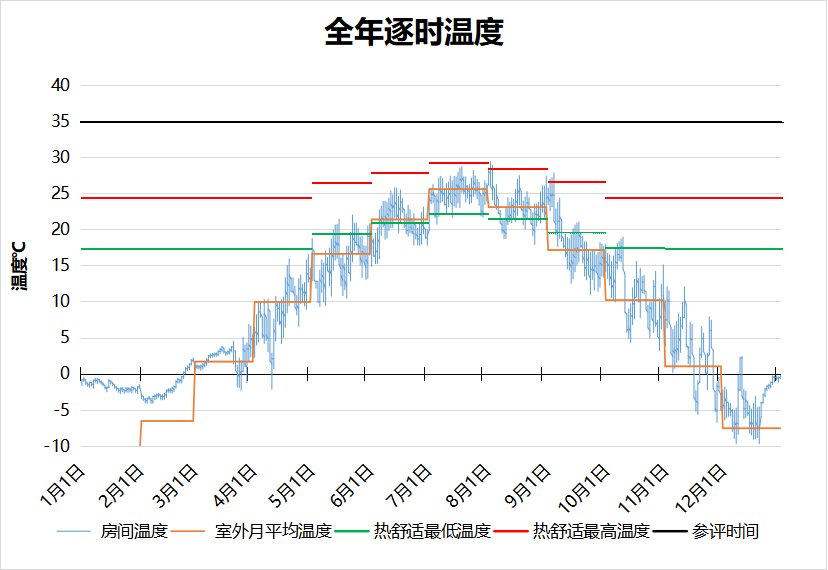 全年逐时温度
40
35
30
25
20
15
10
5
0
-5
-10
温度℃
1月1日
2月1日
3月1日
4月1日
5月1日
6月1日
7月1日
8月1日
9月1日
10月1日
11月1日
12月1日
房间温度 室外月平均温度 热舒适最低温度 热舒适最高温度 参评时间